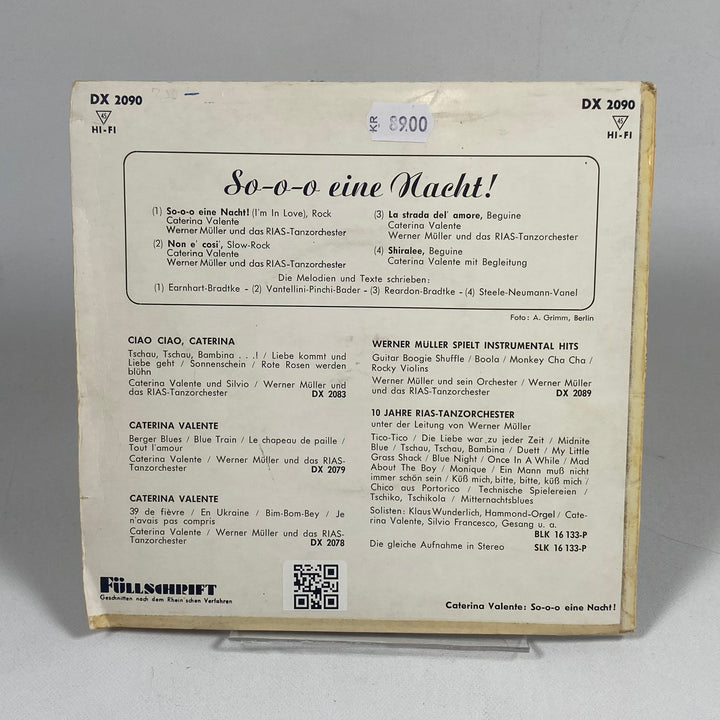 DX 2090
45
HI-FI
KR 89.00
DX 2090
45
HI-FI
So-o-o eine Nacht!
(1) So-o-o eine Nacht! (I'm In Love), Rock
Caterina Valente
Werner Müller und das RIAS-Tanzorchester
(2) Non e' cosi', Slow-Rock
Caterina Valente,
Werner Müller und das RIAS-Tanzorchester
(3) La strada del' amore, Beguine
Caterina Valente
Werner Müller und das RIAS-Tanzorchester
(4) Shiralee, Beguine
Caterina Valente mit Begleitung
Die Melodien und Texte schrieben:
(1) Earnhart-Bradtke - (2) Vantellini-Pinchi-Bader - (3) Reardon-Bradtke - (4) Steele-Neumann-Vanel
Foto: A. Grimm, Berlin
CIAO CIAO, CATERINA
Tschau, Tschau, Bambina . . .! / Liebe kommt und
Liebe geht / Sonnenschein / Rote Rosen werden
blühn
Caterina Valente und Silvio / Werner Müller und
das RIAS-Tanzorchester DX 2083
CATERINA VALENTE
Berger Blues / Blue Train / Le chapeau de paille /
Tout l'amour
Caterina Valente / Werner Müller und das RIAS-
Tanzorchester DX 2079
CATERINA VALENTE
39 de fièvre / En Ukraine / Bim-Bom-Bey / Je
n'avais pas compris
Caterina Valente / Werner Müller und das RIAS-
Tanzorchester DX 2078
WERNER MULLER SPIELT INSTRUMENTAL HITS
Guitar Boogie Shuffle / Boola / Monkey Cha Cha /
Rocky Violins
Werner Müller und sein Orchester / Werner Müller
und das RIAS-Tanzorchester DX 2089
10 JAHRE RIAS-TANZORCHESTER
unter der Leitung von Werner Müller
Tico-Tico / Die Liebe war zu jeder Zeit / Midnite
Blue / Tschau, Tschau, Bambina / Duett / My Little
Grass Shack / Blue Night / Once In A While / Mad
About The Boy / Monique / Ein Mann muß nicht
immer schön sein / Küß mich, bitte, bitte, küß mich /
Chico aus Portorico / Technische Spielereien /
Tschiko, Tschikola / Mitternachtsblues
Solisten: Klaus Wunderlich, Hammond-Orgel / Cate-
rina Valente, Silvio Francesco, Gesang u. a.
BLK 16 133-P
Die gleiche Aufnahme in Stereo SLK 16 133-P
FÜLLSCHRIFT
Geschnitten nach dem Rhein'schen Verfahren
Caterina Valente: So-o-o eine Nacht!